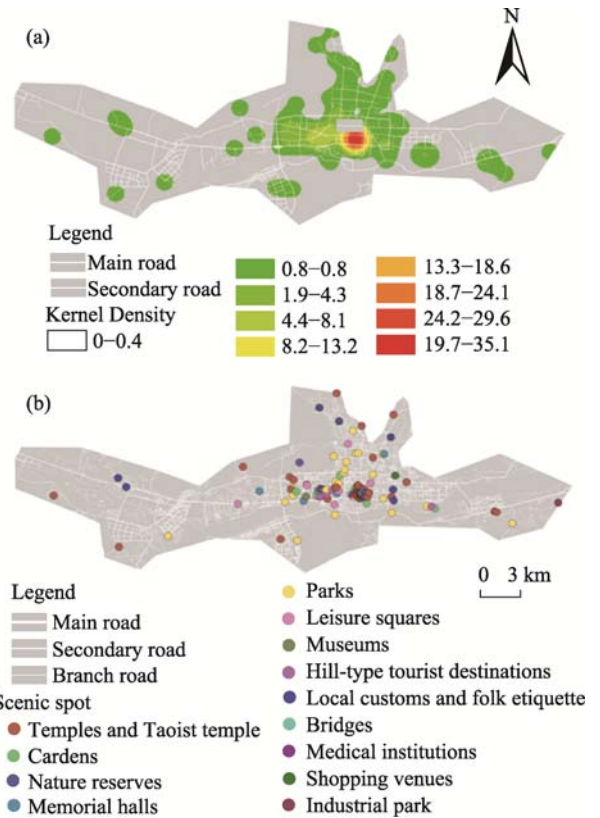 (a)
N
Legend
Main road
Secondary road
Kernel Density
0–0.4
0.8–0.8
1.9–4.3
4.4–8.1
8.2–13.2
13.3–18.6
18.7–24.1
24.2–29.6
19.7–35.1
(b)
0 3 km
Legend
Main road
Secondary road
Branch road
Scenic spot
Temples and Taoist temple
Cardens
Nature reserves
Memorial halls
Parks
Leisure squares
Museums
Hill-type tourist destinations
Local customs and folk etiquette
Bridges
Medical institutions
Shopping venues
Industrial park